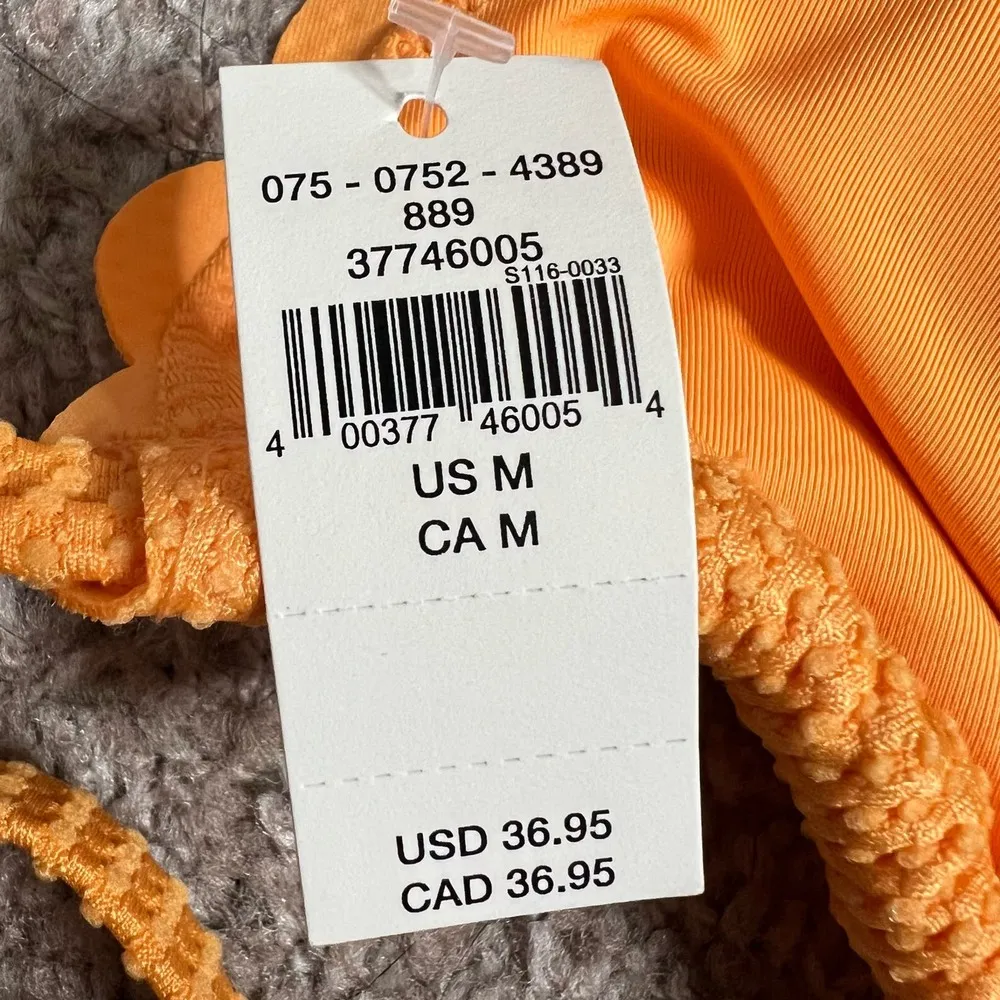 075 - 0752 - 4389
889
37746005
S116-0033
4 00377 46005 4
US M
CA M
USD 36.95
CAD 36.95